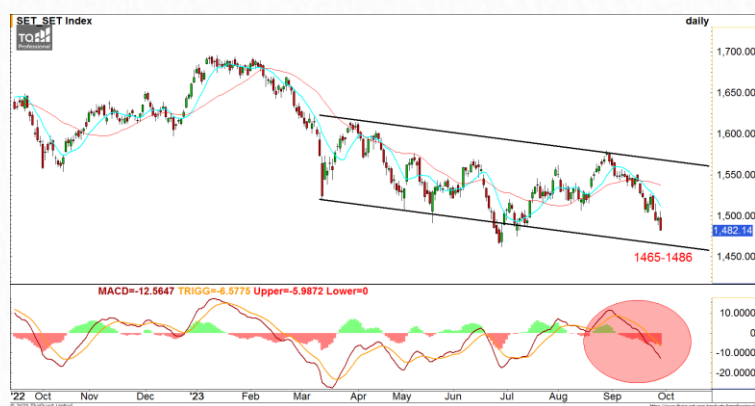 SET_SET Index
daily
TQ
Professional
1,700.00
1,650.00
1,600.00
1,550.00
1,500.00
1,482.14
1,450.00
1465-1486
MACD=-12.5647 TRIGG=-6.5775 Upper=-5.9872 Lower=0
10.0000
0
-10.0000
-20.0000
'22 Oct Nov Dec '23 Feb Mar Apr May Jun Jul Aug Sep Oct